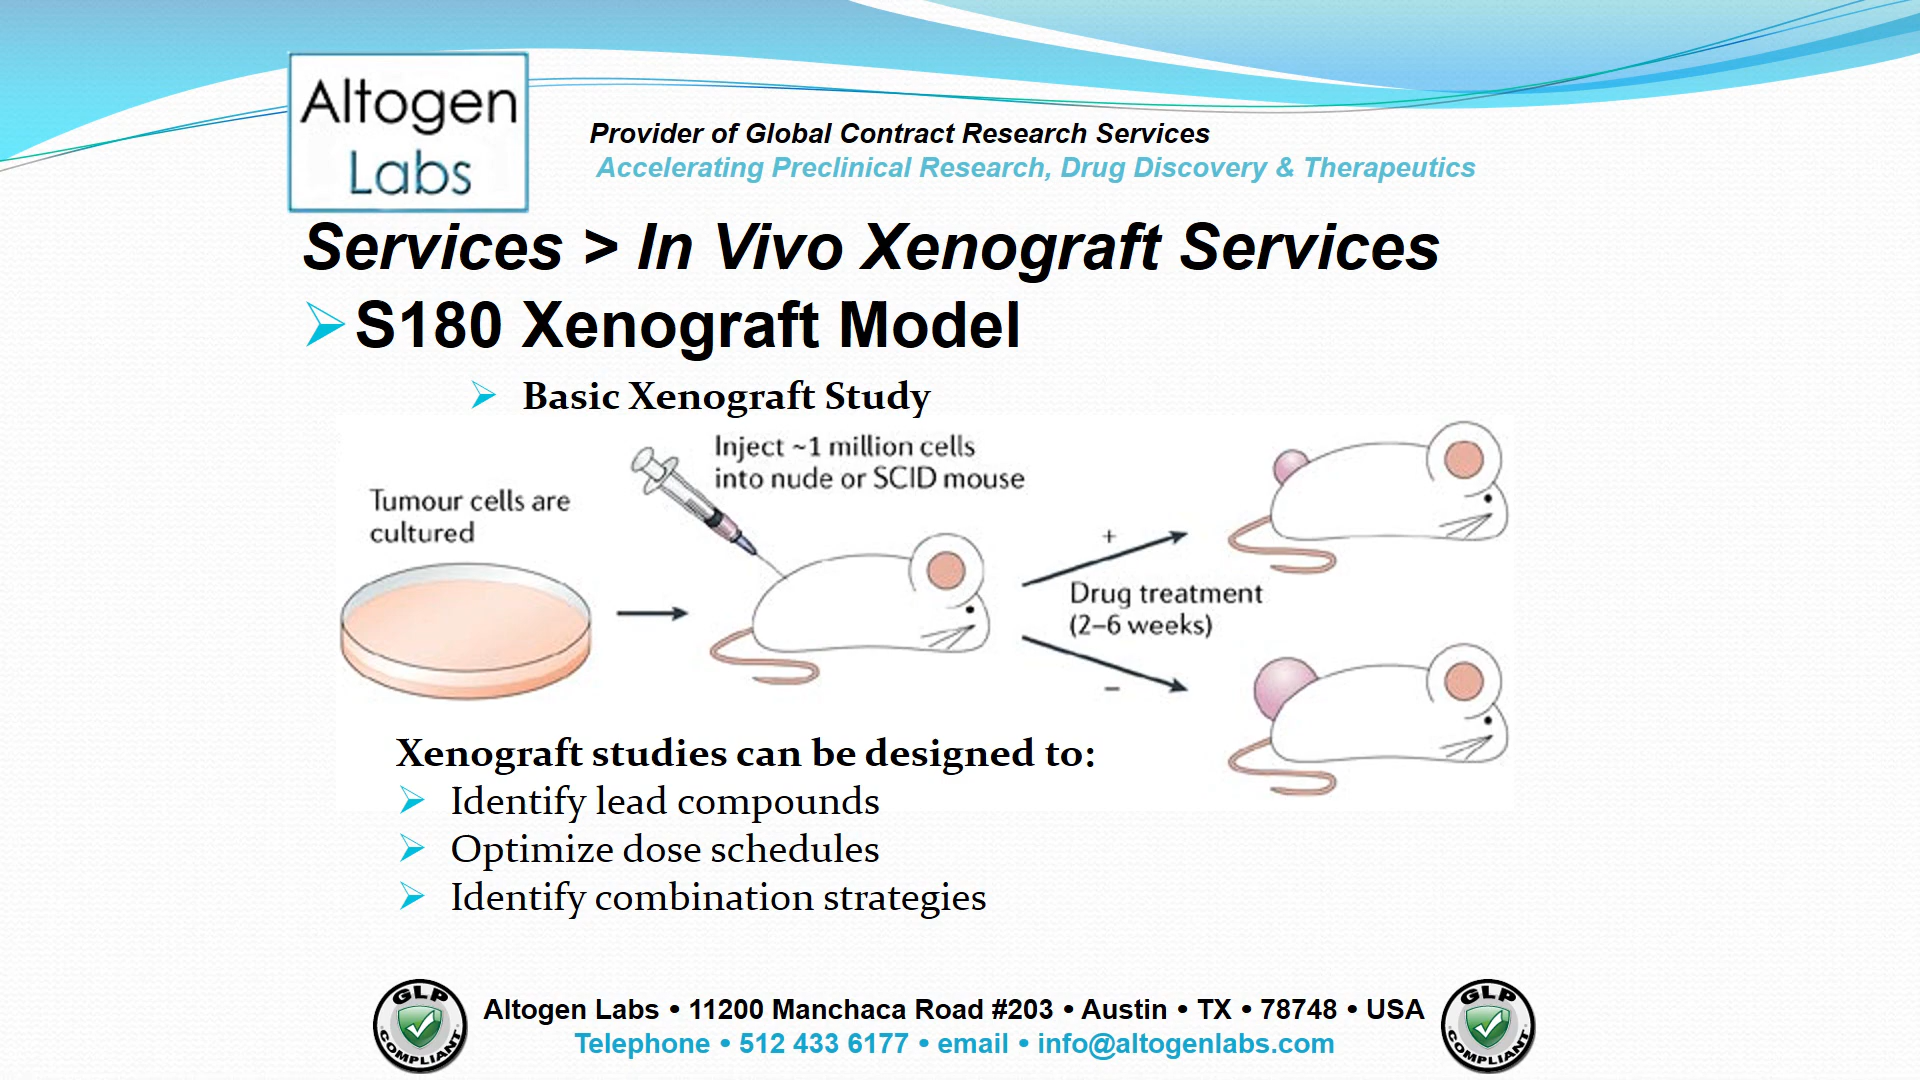 Altogen
Labs
Provider of Global Contract Research Services
Accelerating Preclinical Research, Drug Discovery & Therapeutics
Services > In Vivo Xenograft Services
S180 Xenograft Model
Basic Xenograft Study
Tumour cells are
cultured
Inject ~1 million cells
into nude or SCID mouse
+
Drug treatment
(2–6 weeks)
–
Xenograft studies can be designed to:
Identify lead compounds
Optimize dose schedules
Identify combination strategies
GLP
COMPLIANT
Altogen Labs • 11200 Manchaca Road #203 • Austin • TX • 78748 • USA
Telephone • 512 433 6177 • email • info@altogenlabs.com
GLP
COMPLIANT